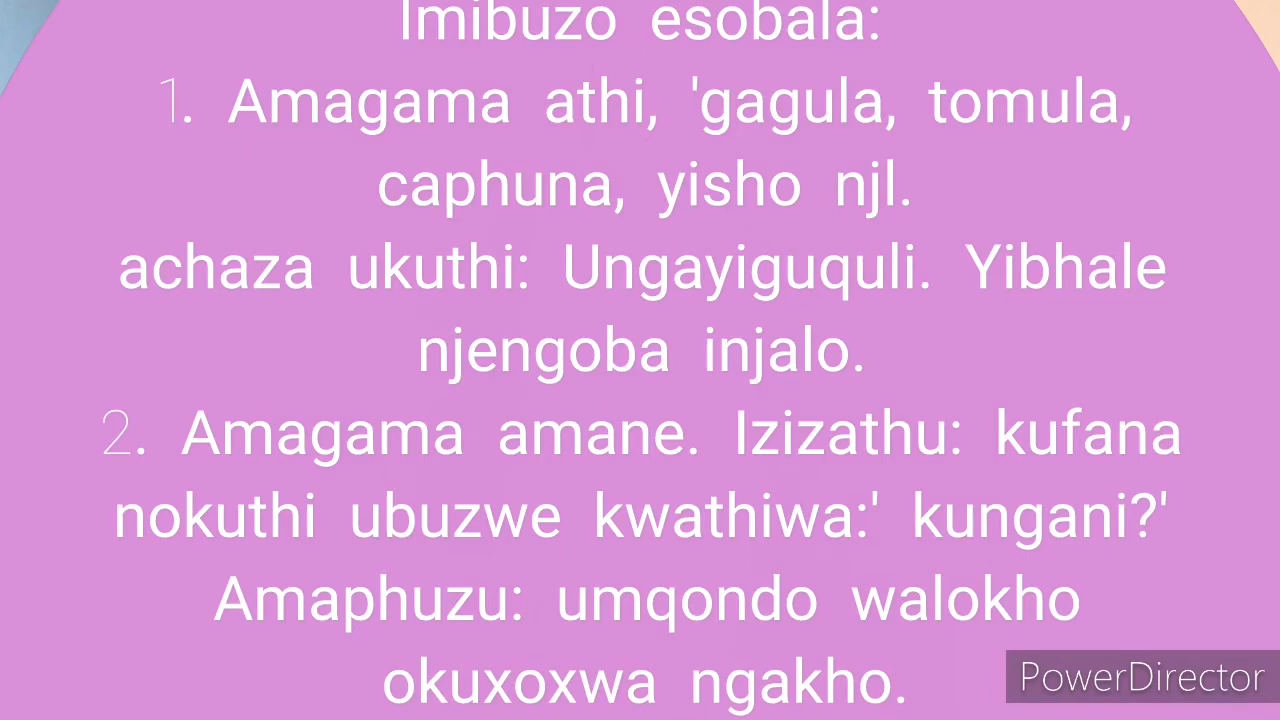 Imibuzo esobala:
1. Amagama athi, 'gagula, tomula,
caphuna, yisho njl.
achaza ukuthi: Ungayiguquli. Yibhale
njengoba injalo.
2. Amagama amane. Izizathu: kufana
nokuthi ubuzwe kwathiwa:' kungani?'
Amaphuzu: umqondo walokho
okuxoxwa ngakho.
PowerDirector